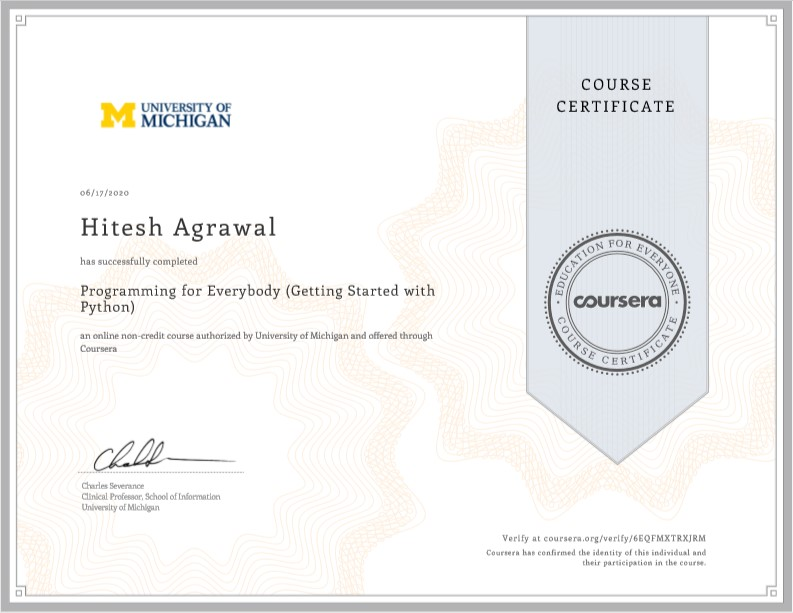 UNIVERSITY OF
MICHIGAN
COURSE
CERTIFICATE
06/17/2020
Hitesh Agrawal
has successfully completed
Programming for Everybody (Getting Started with
Python)
an online non-credit course authorized by University of Michigan and offered through
Coursera
EDUCATION FOR EVERYONE
coursera
COURSE CERTIFICATE
Charles Severance
Clinical Professor, School of Information
University of Michigan
Verify at coursera.org/verify/6EQFMXTRXJRM
Coursera has confirmed the identity of this individual and
their participation in the course.